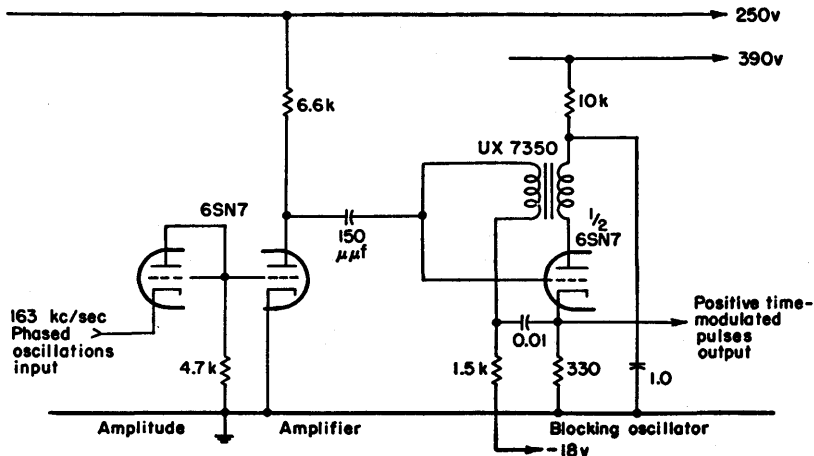 250v
390v
6.6k
10k
UX 7350
6SN7
150
μμf
1/2
6SN7
163 kc/sec
Phased
oscillations
input
Positive time-
modulated
pulses
output
0.01
4.7k
1.5k
330
1.0
Amplitude
Amplifier
Blocking oscillator
-18v